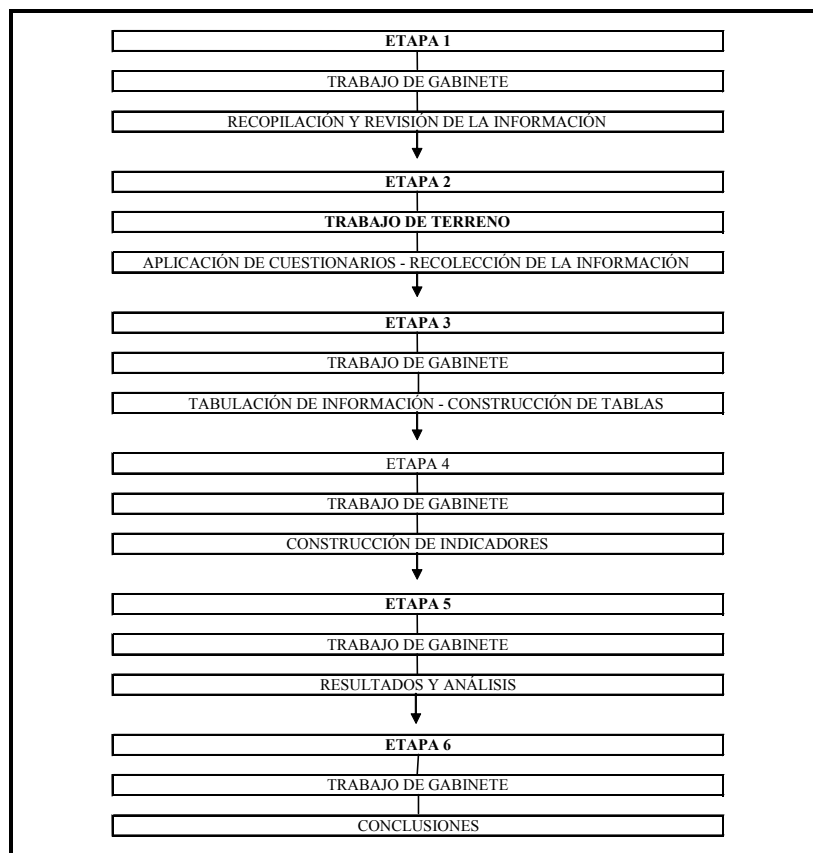 ETAPA 1
TRABAJO DE GABINETE
RECOPILACIÓN Y REVISIÓN DE LA INFORMACIÓN
ETAPA 2
TRABAJO DE TERRENO
APLICACIÓN DE CUESTIONARIOS - RECOLECCIÓN DE LA INFORMACIÓN
ETAPA 3
TRABAJO DE GABINETE
TABULACIÓN DE INFORMACIÓN - CONSTRUCCIÓN DE TABLAS
ETAPA 4
TRABAJO DE GABINETE
CONSTRUCCIÓN DE INDICADORES
ETAPA 5
TRABAJO DE GABINETE
RESULTADOS Y ANÁLISIS
ETAPA 6
TRABAJO DE GABINETE
CONCLUSIONES